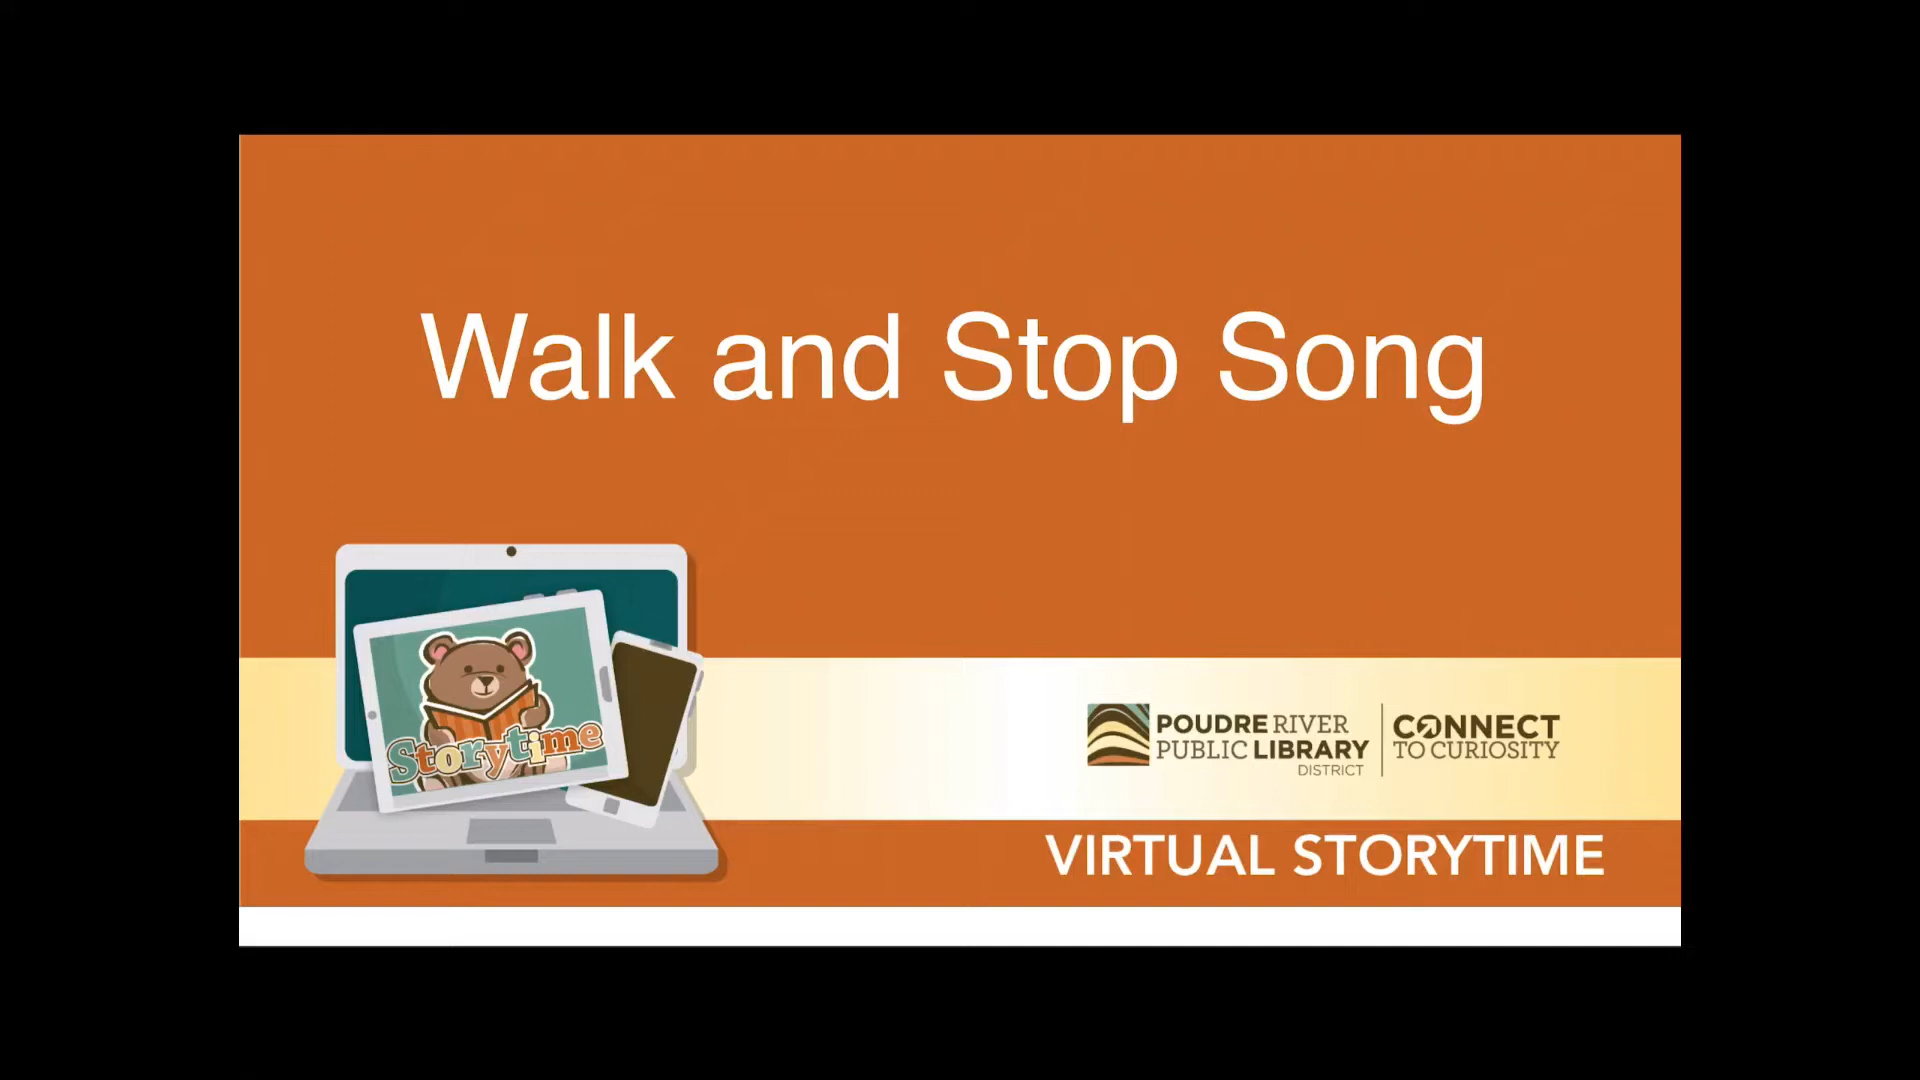 Walk and Stop Song
Storytime
POUDRE RIVER
PUBLIC LIBRARY
DISTRICT
CONNECT
TO CURIOSITY
VIRTUAL STORYTIME